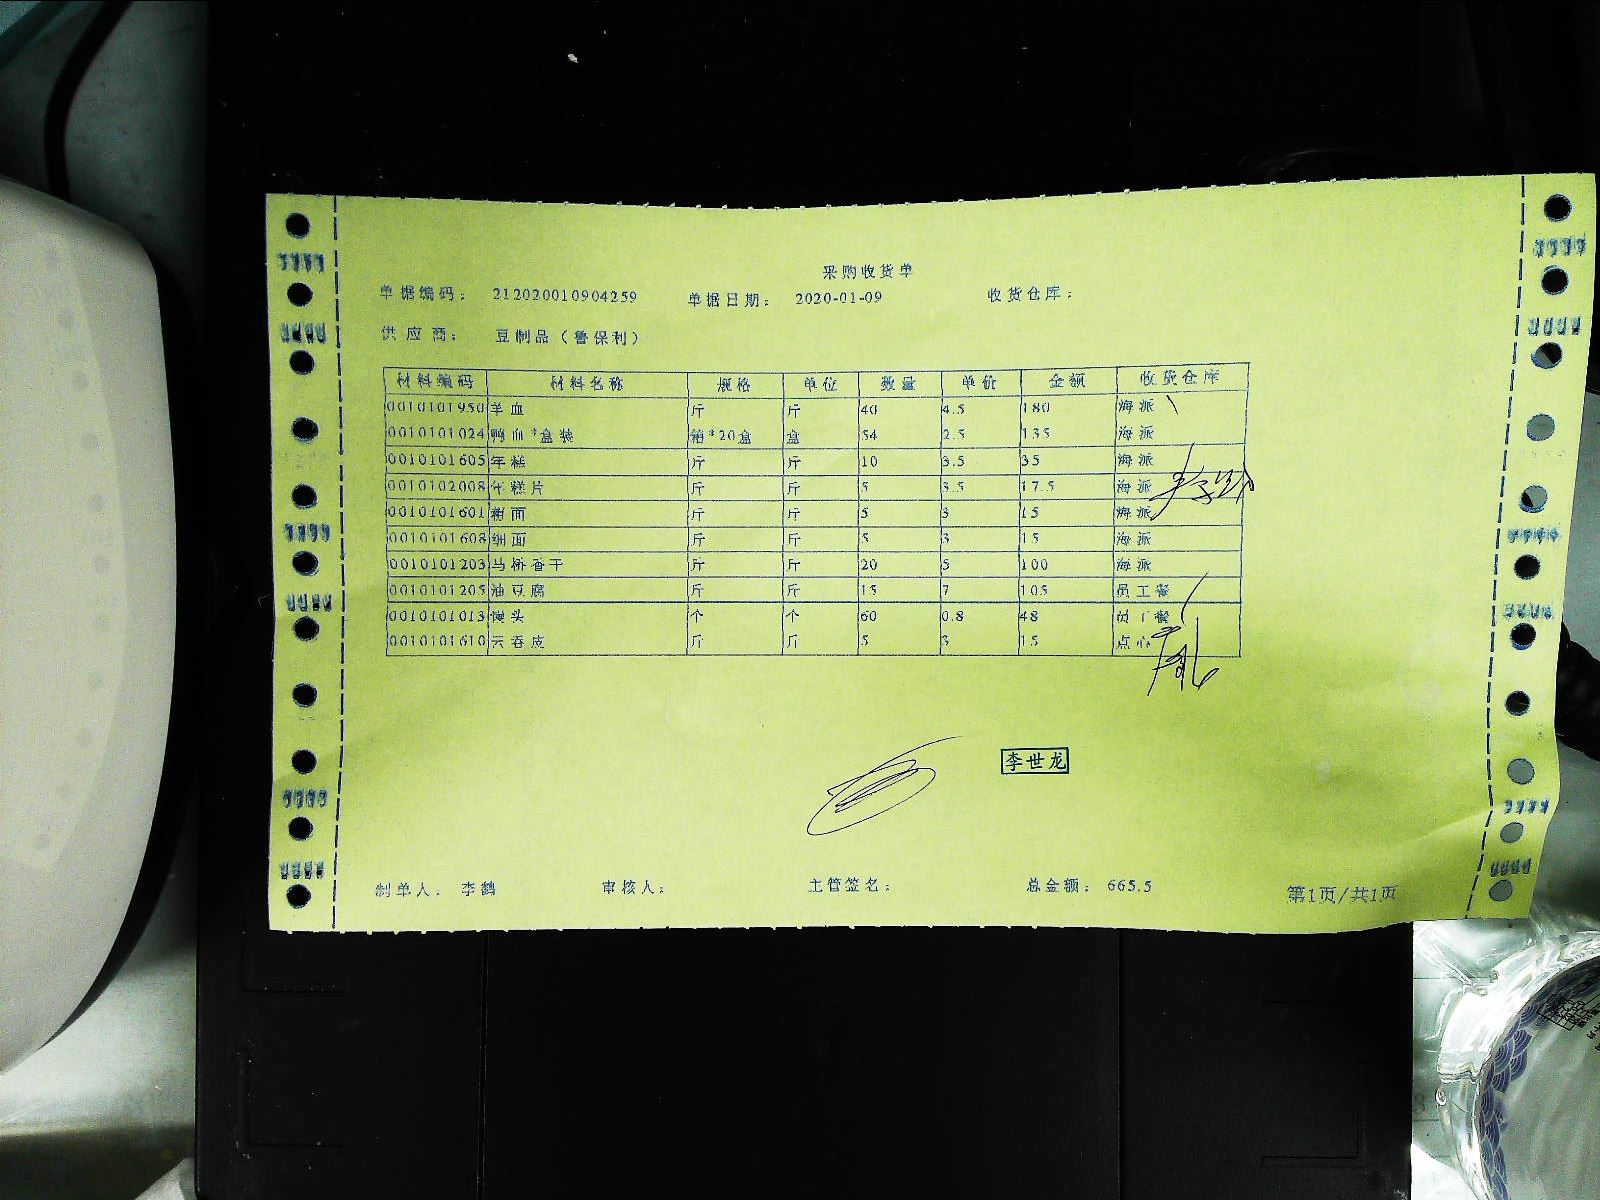 采购收货单
单据编码: 212020010904259 单据日期: 2020-01-09 收货仓库:
供应商: 豆制品(鲁保利)
材料编码 材料名称 规格 单位 数量 单价 金额 收货仓库
0010101950 羊血 斤 斤 40 4.5 180 海派
0010101024 鸭血*盒装 箱*20盒 盒 54 2.5 135 海派
0010101605 年糕 斤 斤 10 3.5 35 海派
0010102008 年糕片 斤 斤 5 3.5 17.5 海派
0010101601 粗面 斤 斤 5 3 15 海派
0010101608 细面 斤 斤 5 3 15 海派
0010101203 马桥香干 斤 斤 20 5 100 海派
0010101205 油豆腐 斤 斤 15 7 105 员工餐
0010101013 馒头 个 个 60 0.8 48 员工餐
0010101610 云吞皮 斤 斤 5 3 15 点心
李世龙
制单人: 李鹤 审核人: 主管签名: 总金额: 665.5 第1页/共1页